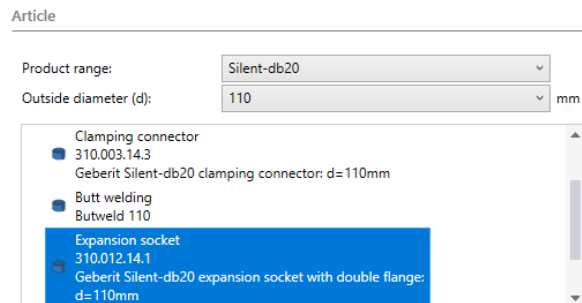 Article
Product range: Silent-db20
Outside diameter (d): 110 mm
Clamping connector
310.003.14.3
Geberit Silent-db20 clamping connector: d=110mm
Butt welding
Butweld 110
Expansion socket
310.012.14.1
Geberit Silent-db20 expansion socket with double flange:
d=110mm